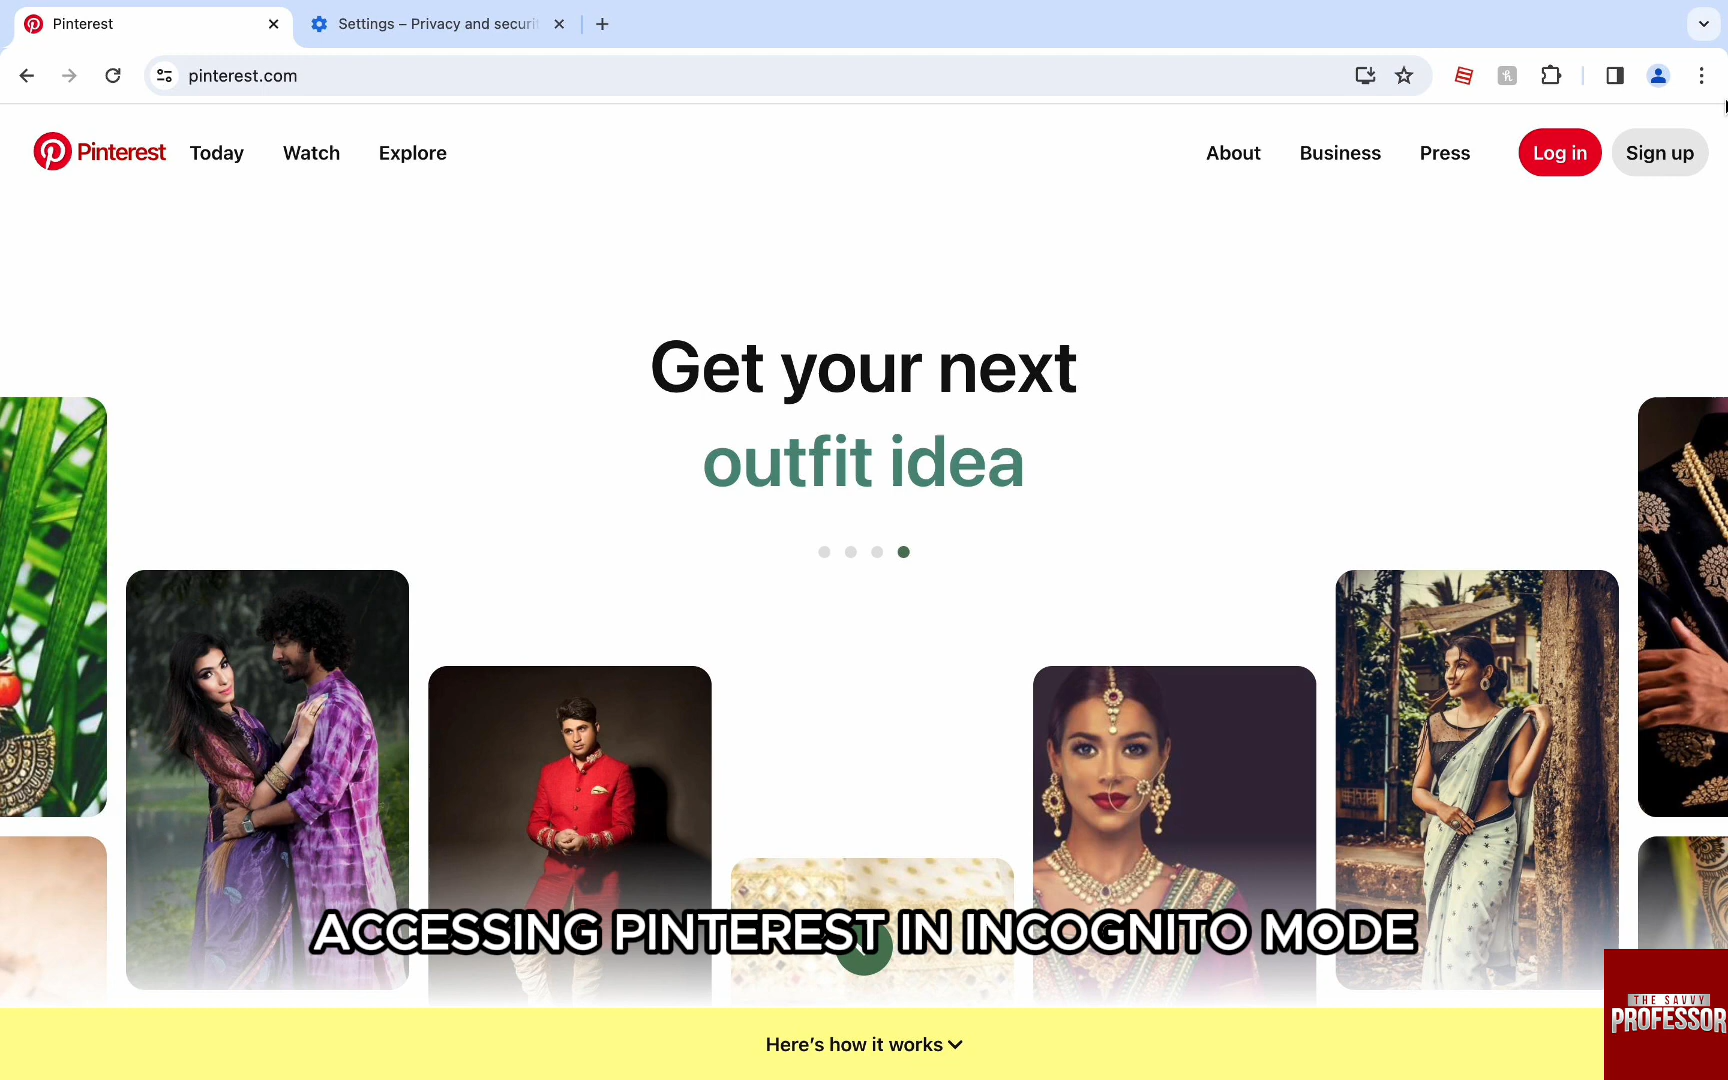 Pinterest
Settings – Privacy and securit
pinterest.com
Pinterest
Today
Watch
Explore
About
Business
Press
Log in
Sign up
Get your next
outfit idea
ACCESSING PINTEREST IN INCOGNITO MODE
THE SAVVY
PROFESSOR
Here's how it works